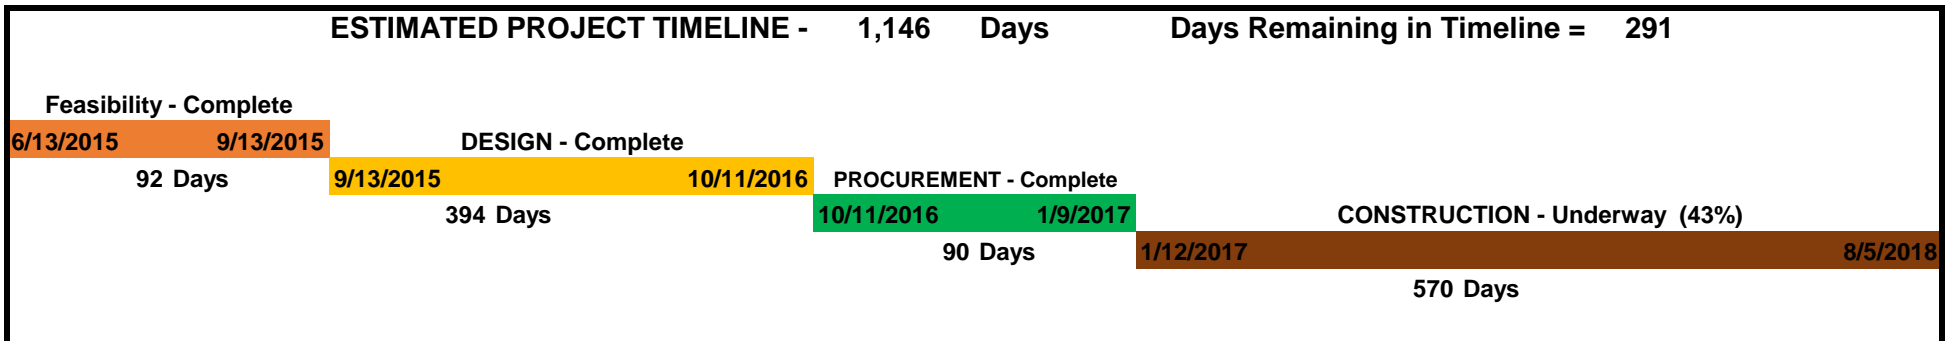 ESTIMATED PROJECT TIMELINE - 1,146 Days Days Remaining in Timeline = 291
Feasibility - Complete
6/13/2015 9/13/2015 DESIGN - Complete
92 Days 9/13/2015 10/11/2016 PROCUREMENT - Complete
394 Days 10/11/2016 1/9/2017 CONSTRUCTION - Underway (43%)
90 Days 1/12/2017 8/5/2018
570 Days